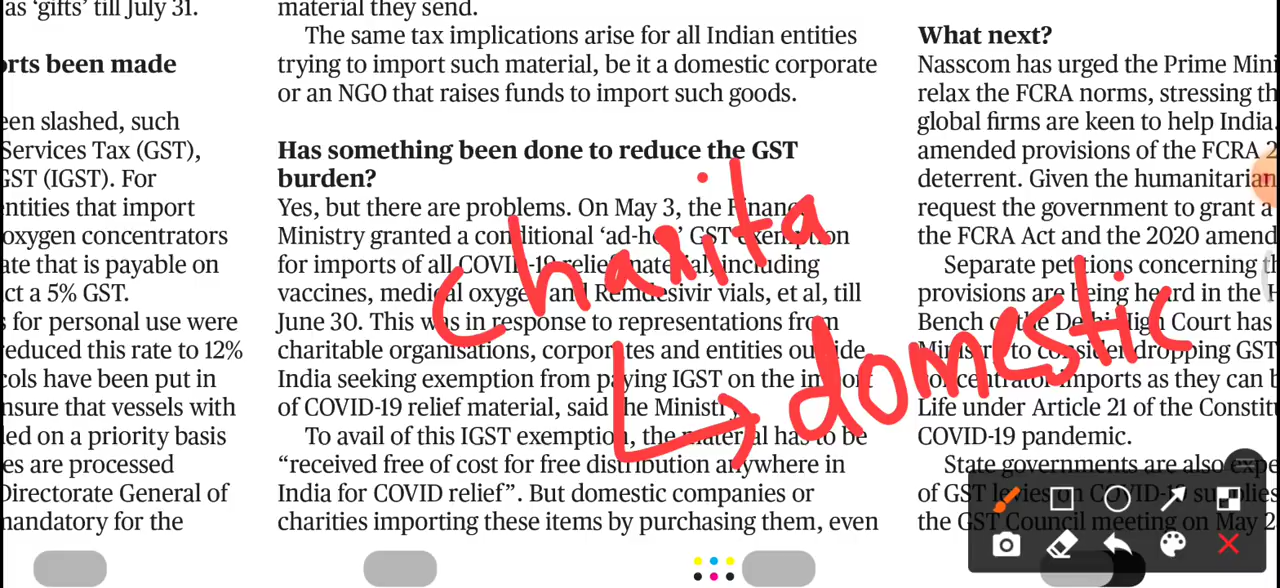 as ‘gifts’ till July 31.
orts been made
een slashed, such
Services Tax (GST),
GST (IGST). For
entities that import
oxygen concentrators
ate that is payable on
ct a 5% GST.
s for personal use were
reduced this rate to 12%
cols have been put in
nsure that vessels with
led on a priority basis
es are processed
Directorate General of
mandatory for the
material they send.
The same tax implications arise for all Indian entities
trying to import such material, be it a domestic corporate
or an NGO that raises funds to import such goods.
Has something been done to reduce the GST
burden?
Yes, but there are problems. On May 3, the Finance
Ministry granted a conditional ‘ad-hoc’ GST exemption
for imports of all COVID-19 relief material, including
vaccines, medical oxygen and Remdesivir vials, et al, till
June 30. This was in response to representations from
charitable organisations, corporates and entities outside
India seeking exemption from paying IGST on the import
of COVID-19 relief material, said the Ministry.
To avail of this IGST exemption, the material has to be
“received free of cost for free distribution anywhere in
India for COVID relief”. But domestic companies or
charities importing these items by purchasing them, even
What next?
Nasscom has urged the Prime Mini
relax the FCRA norms, stressing th
global firms are keen to help India.
amended provisions of the FCRA 2
deterrent. Given the humanitarian
request the government to grant a
the FCRA Act and the 2020 amend
Separate petitions concerning th
provisions are being heard in the H
Bench of the Delhi High Court has
Ministry to consider dropping GST
concentrator imports as they can b
Life under Article 21 of the Constit
COVID-19 pandemic.
State governments are also expe
of GST levies on COVID-19 supplies
the GST Council meeting on May 2
charita
domestic